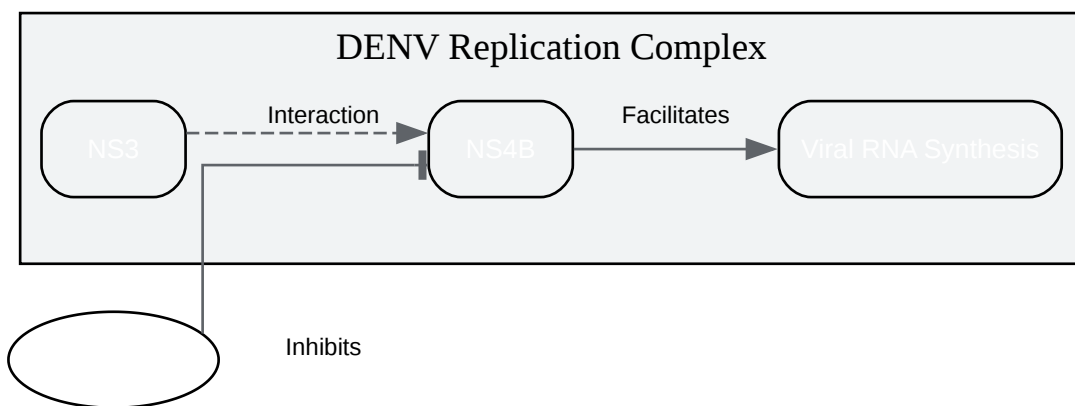 DENV Replication Complex
Interaction
Facilitates
NS3
NS4B
Viral RNA Synthesis
Inhibits